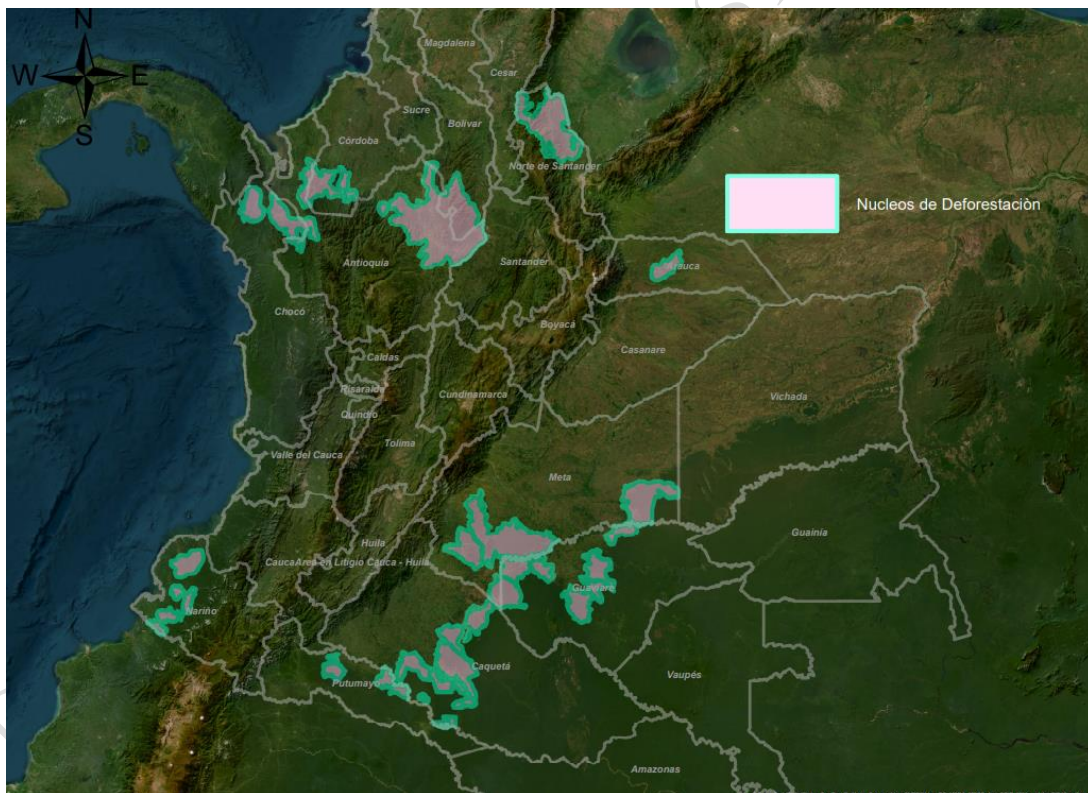 N
W E
S
Magdalena
Cesar
Sucre
Bolívar
Córdoba
Norte de Santander
Nucleos de Deforestaciòn
Antioquia
Santander
Arauca
Chocó
Boyacá
Casanare
Caldas
Risaralda
Cundinamarca
Vichada
Quindío
Tolima
Valle del Cauca
Meta
Guainía
Huila
CaucaArea en Litigio Cauca - Huila
Guaviare
Nariño
Caquetá
Vaupés
Putumayo
Amazonas